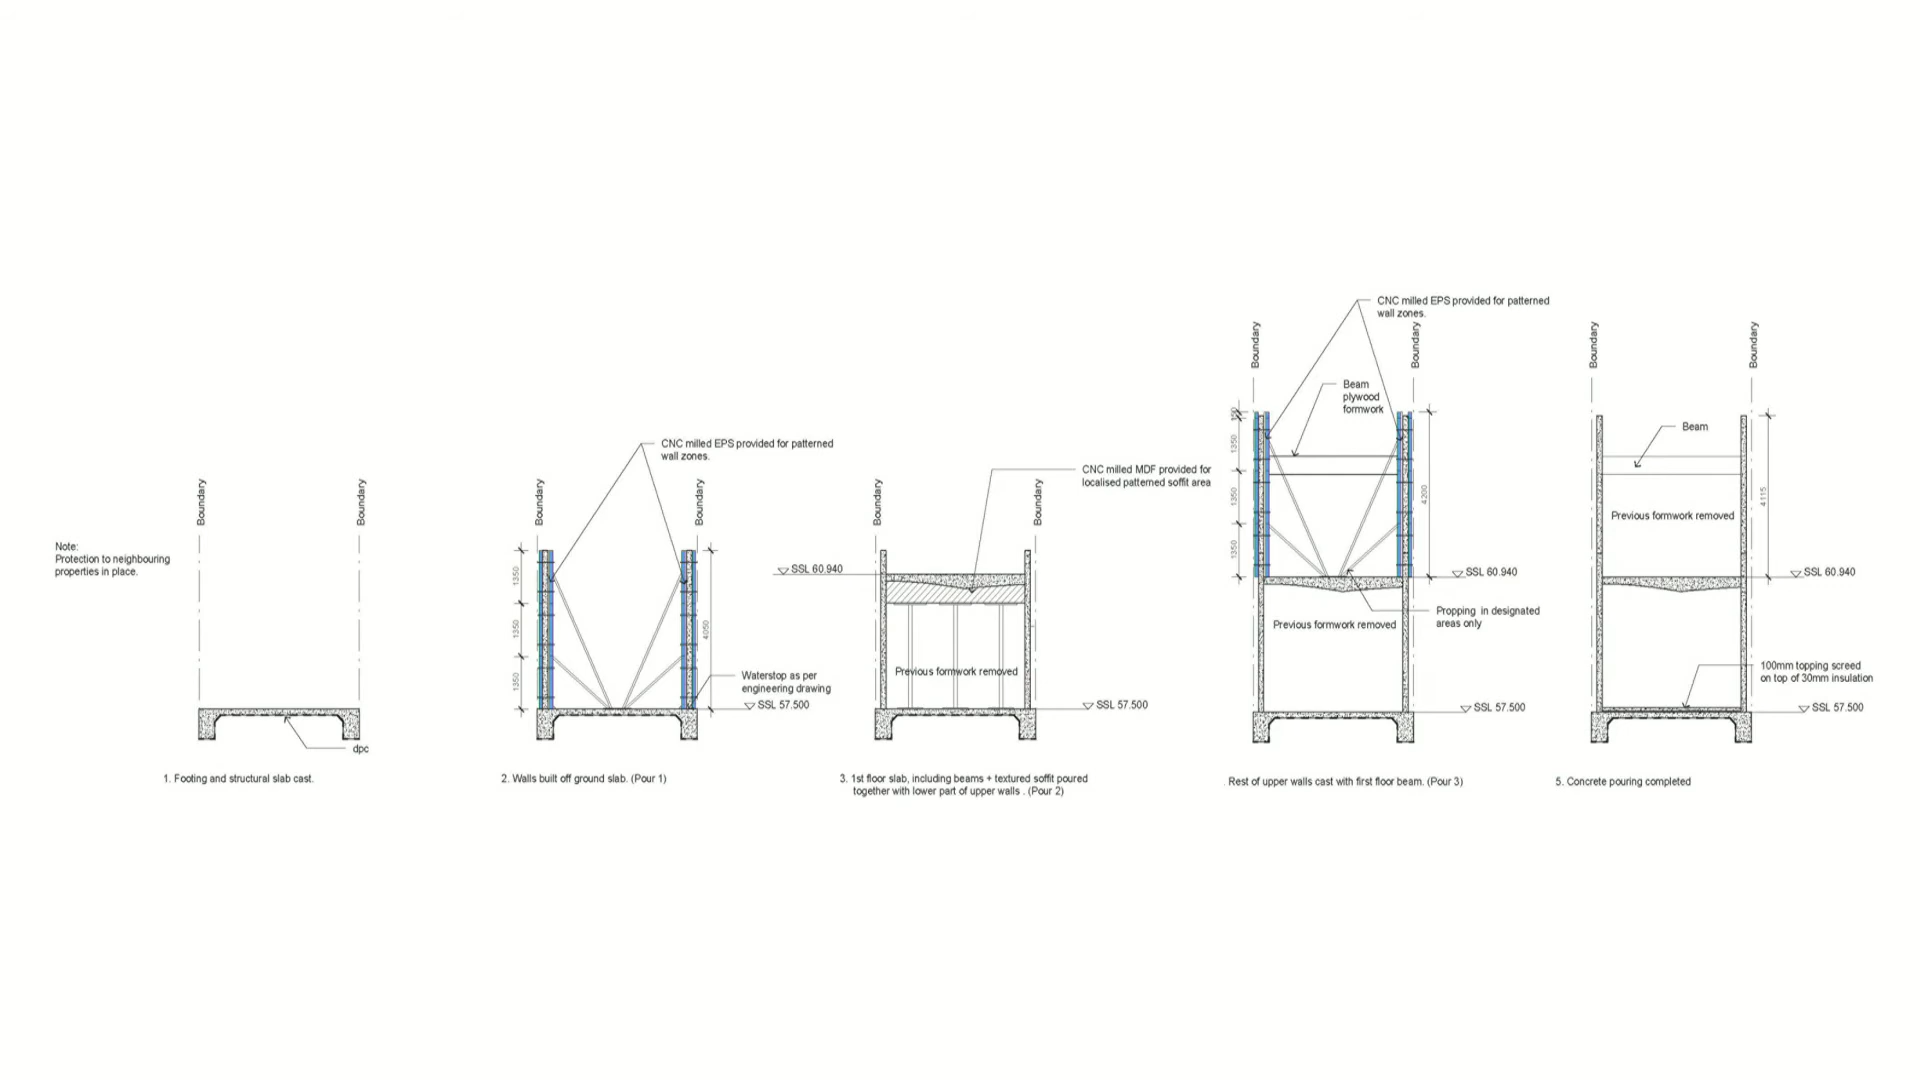 Note:
Protection to neighbouring
properties in place.
Boundary
Boundary
dpc
1. Footing and structural slab cast.
CNC milled EPS provided for patterned
wall zones.
Boundary
Boundary
1350
1350
1350
4050
Waterstop as per
engineering drawing
SSL 57.500
2. Walls built off ground slab. (Pour 1)
CNC milled MDF provided for
localised patterned soffit area
Boundary
Boundary
SSL 60.940
Previous formwork removed
SSL 57.500
3. 1st floor slab, including beams + textured soffit poured
together with lower part of upper walls . (Pour 2)
CNC milled EPS provided for patterned
wall zones.
Boundary
Boundary
Beam
plywood
formwork
1350
1350
1350
4200
SSL 60.940
Propping in designated
areas only
Previous formwork removed
SSL 57.500
Rest of upper walls cast with first floor beam. (Pour 3)
Boundary
Boundary
Beam
Previous formwork removed
4115
SSL 60.940
100mm topping screed
on top of 30mm insulation
SSL 57.500
5. Concrete pouring completed